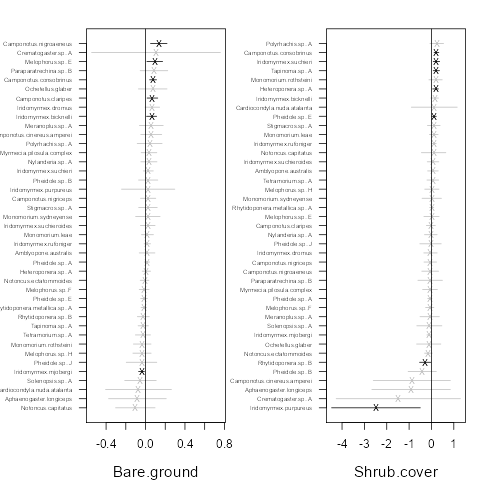 Camponotus nigroaeneus
Crematogaster sp. A
Melophorus sp. E
Paraparatrechina sp. B
Camponotus consobrinus
Ochetellus glaber
Camponotus claripes
Iridomyrmex dromus
Iridomyrmex bicknelli
Meranoplus sp. A
mponotus cinereus amperei
Polyrhachis sp. A
Myrmecia pilosula complex
Nylanderia sp. A
Iridomyrmex suchieri
Pheidole sp. B
Iridomyrmex purpureus
Camponotus nigriceps
Stigmacros sp. A
Monomorium sydneyense
Iridomyrmex suchieroides
Monomorium leae
Iridomyrmex rufoniger
Amblyopone australis
Pheidole sp. A
Heteroponera sp. A
Notoncus ectatommoides
Melophorus sp. F
Pheidole sp. E
ytidoponera metallica sp. A
Rhytidoponera sp. B
Tapinoma sp. A
Tetramorium sp. A
Monomorium rothsteini
Melophorus sp. H
Pheidole sp. J
Iridomyrmex mjobergi
Solenopsis sp. A
ardiocondyla nuda atalanta
Aphaenogaster longiceps
Notoncus capitatus
-0.4
0.0
0.4
0.8
Bare.ground
Polyrhachis sp. A
Camponotus consobrinus
Iridomyrmex suchieri
Tapinoma sp. A
Monomorium rothsteini
Heteroponera sp. A
Iridomyrmex bicknelli
Cardiocondyla nuda atalanta
Pheidole sp. E
Stigmacros sp. A
Monomorium leae
Iridomyrmex rufoniger
Notoncus capitatus
Iridomyrmex suchieroides
Amblyopone australis
Tetramorium sp. A
Melophorus sp. H
Monomorium sydneyense
Rhytidoponera metallica sp. A
Melophorus sp. E
Camponotus claripes
Nylanderia sp. A
Pheidole sp. J
Iridomyrmex dromus
Camponotus nigriceps
Camponotus nigroaeneus
Paraparatrechina sp. B
Myrmecia pilosula complex
Pheidole sp. A
Melophorus sp. F
Meranoplus sp. A
Solenopsis sp. A
Iridomyrmex mjobergi
Ochetellus glaber
Notoncus ectatommoides
Rhytidoponera sp. B
Pheidole sp. B
Camponotus cinereus amperei
Aphaenogaster longiceps
Crematogaster sp. A
Iridomyrmex purpureus
-4
-3
-2
-1
0
1
Shrub.cover